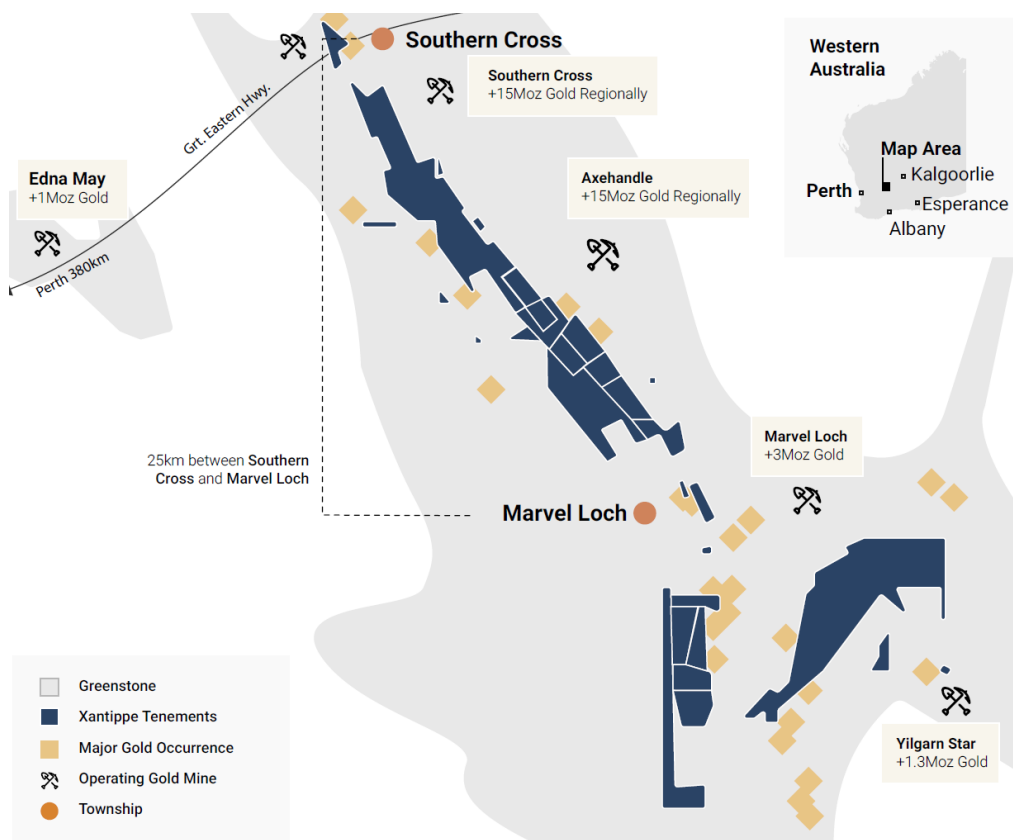 Southern Cross
Southern Cross
+15Moz Gold Regionally
Grt. Eastern Hwy.
Western
Australia
Map Area
Kalgoorlie
Perth
Esperance
Albany
Edna May
+1Moz Gold
Axehandle
+15Moz Gold Regionally
Perth 380km
25km between Southern
Cross and Marvel Loch
Marvel Loch
+3Moz Gold
Marvel Loch
Greenstone
Xantippe Tenements
Major Gold Occurrence
Operating Gold Mine
Township
Yilgarn Star
+1.3Moz Gold